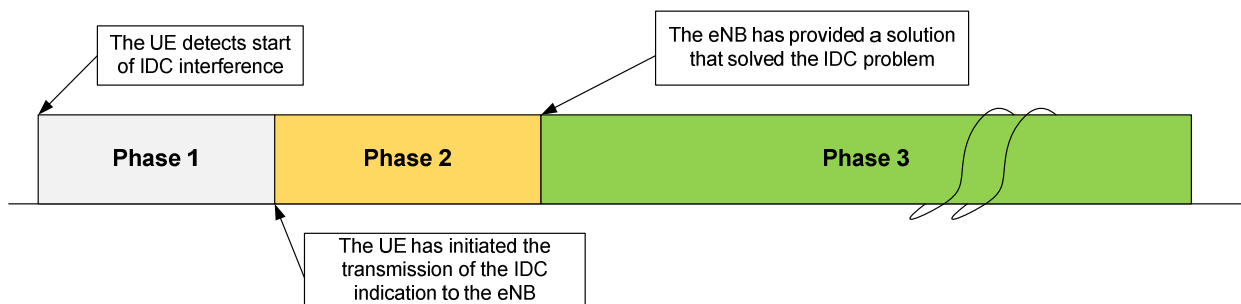 The UE detects start
of IDC interference
The eNB has provided a solution
that solved the IDC problem
Phase 1
Phase 2
Phase 3
The UE has initiated the
transmission of the IDC
indication to the eNB